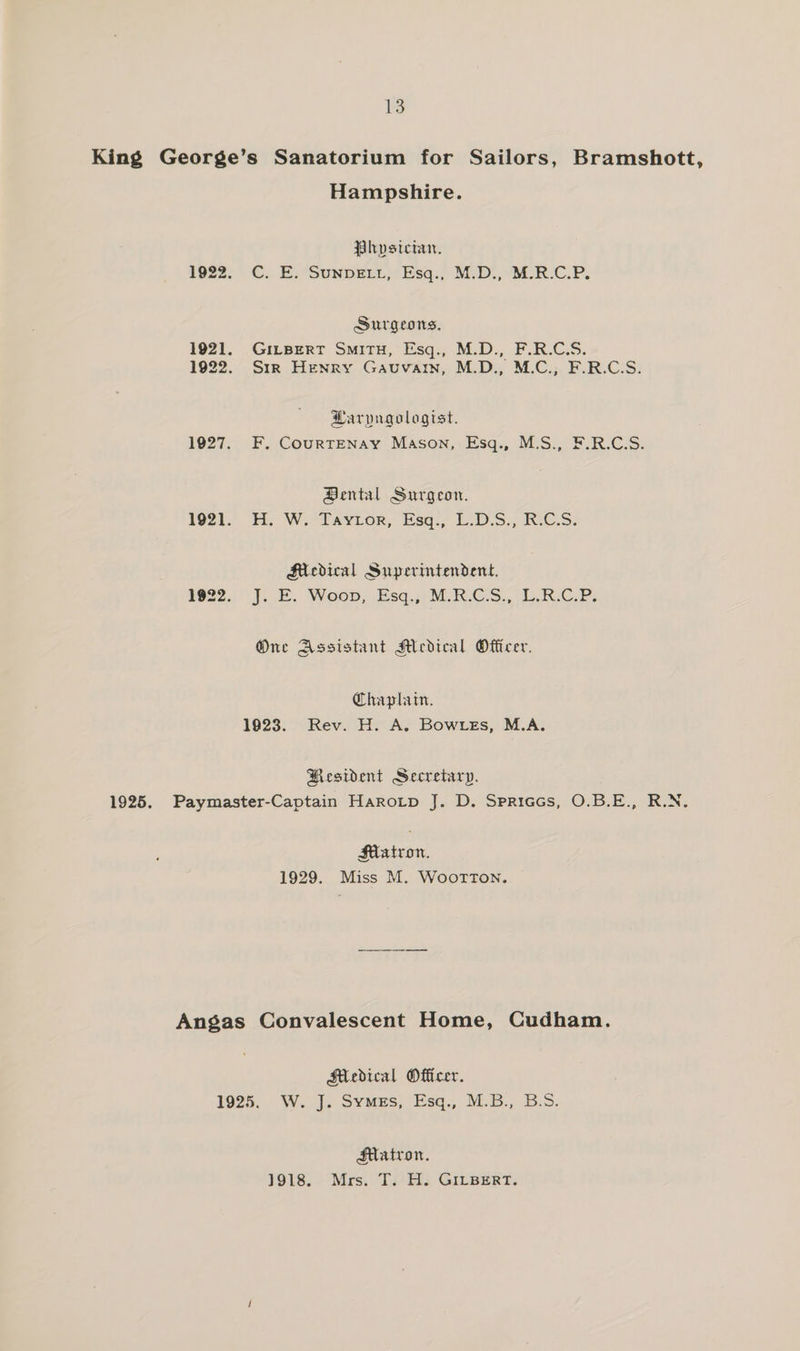 13
King George's Sanatorium for Sailors, Bramshott,
Hampshire.
Physician.
1922. C. E. SUNDELL, Esq., M.D., M.R.C.P.
Surgeons.
1921. GILBERT SMITH, Esq., M.D., F.R.C.S.
1922. SIR HENRY GAUVAIN, M.D., M.C., F.R.C.S.
Laryngologist.
1927. F. COURTENAY MASON, Esq., M.S., F.R.C.S.
Dental Surgeon.
1921. H. W. TAYLOR, Esq., L.D.S., R.C.S.
Medical Superintendent.
1922. J. E. WOOD, Esq., M.R.C.S., L.R.C.P.
One Assistant Medical Officer.
Chaplain.
1923. Rev. H. A. BOWLES, M.A.
Resident Secretary.
1925. Paymaster-Captain HAROLD J. D. SPRIGGS, O.B.E., R.N.
Matron.
1929. Miss M. WOOTTON.
Angas Convalescent Home, Cudham.
Medical Officer.
1925. W. J. SYMES, Esq., M.B., B.S.
Matron.
1918. Mrs. T. H. GILBERT.